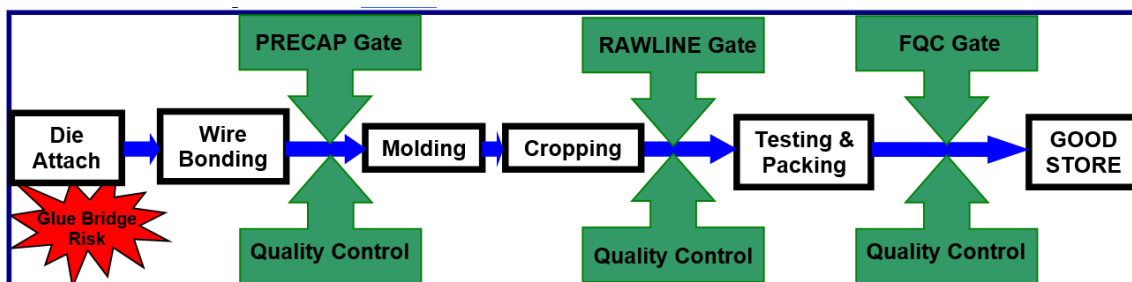 PRECAP Gate
RAWLINE Gate
FQC Gate
Die
Attach
Wire
Bonding
Molding
Cropping
Testing &
Packing
GOOD
STORE
Glue Bridge
Risk
Quality Control
Quality Control
Quality Control